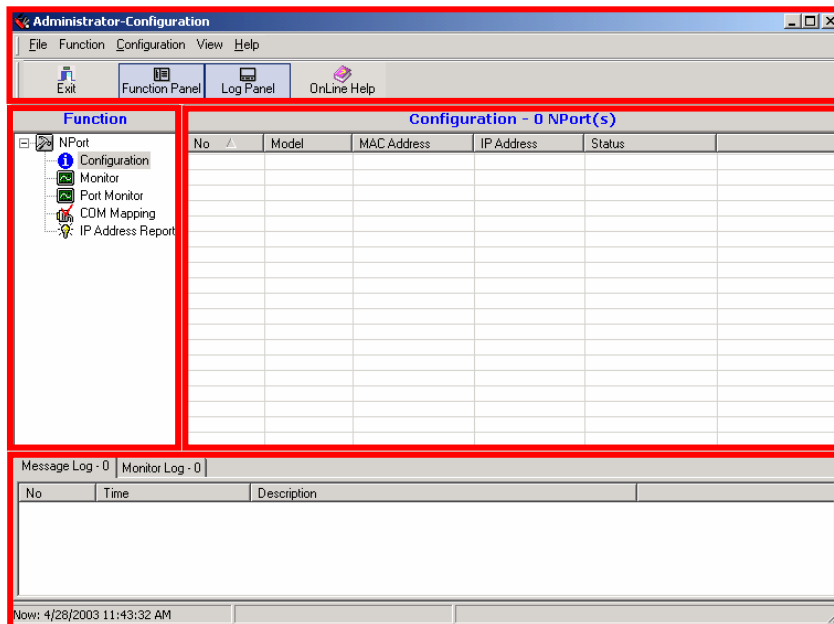 Administrator-Configuration
File Function Configuration View Help
Exit Function Panel Log Panel OnLine Help
Function
NPort
Configuration
Monitor
Port Monitor
COM Mapping
IP Address Report
Configuration - 0 NPort(s)
No Model MAC Address IP Address Status
Message Log - 0 Monitor Log - 0
No Time Description
Now: 4/28/2003 11:43:32 AM